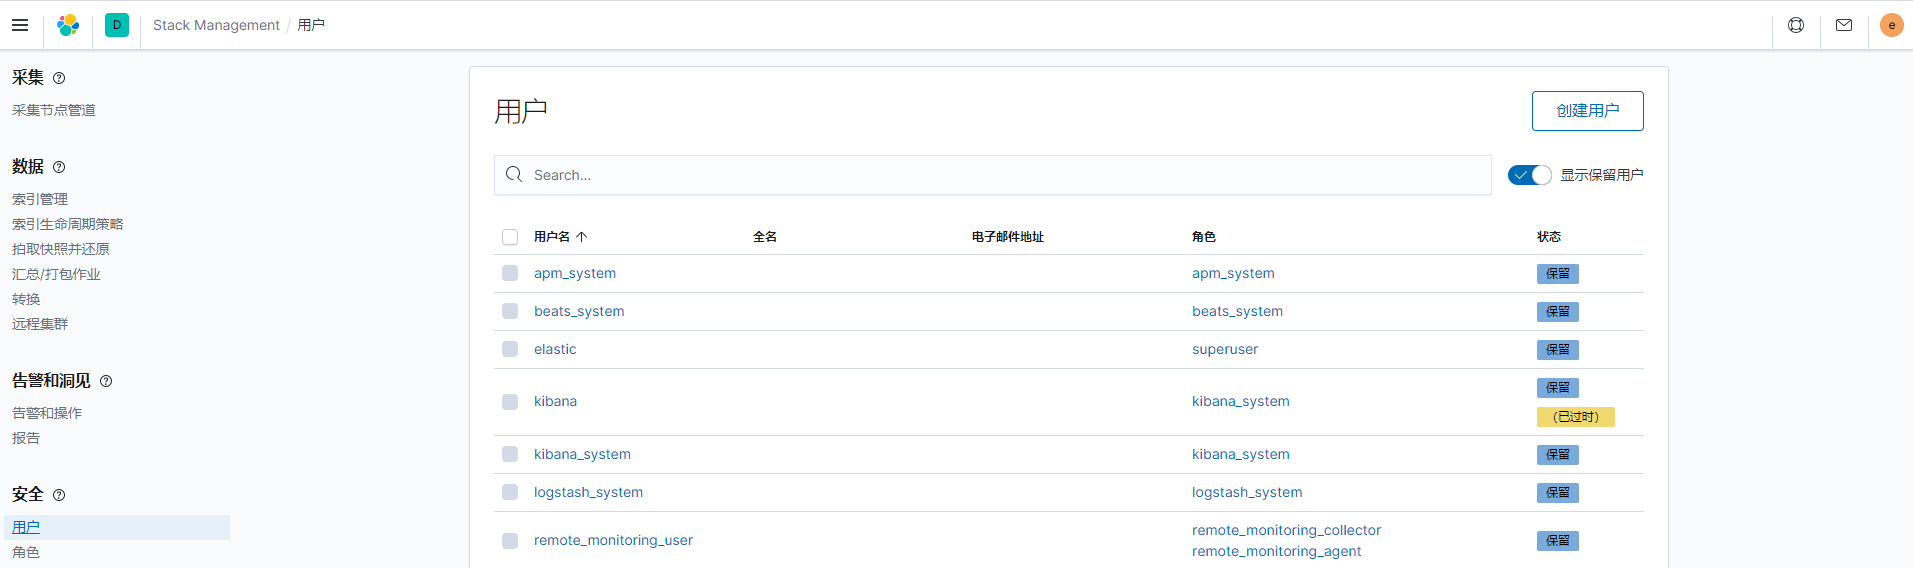 D
Stack Management / 用户
e
采集
采集节点管道
数据
索引管理
索引生命周期策略
拍取快照并还原
汇总/打包作业
转换
远程集群
告警和洞见
告警和操作
报告
安全
用户
角色
用户
创建用户
Search...
显示保留用户
用户名 全名 电子邮件地址 角色 状态
apm_system apm_system 保留
beats_system beats_system 保留
elastic superuser 保留
kibana kibana_system 保留
（已过时）
kibana_system kibana_system 保留
logstash_system logstash_system 保留
remote_monitoring_user remote_monitoring_collector 保留
remote_monitoring_agent